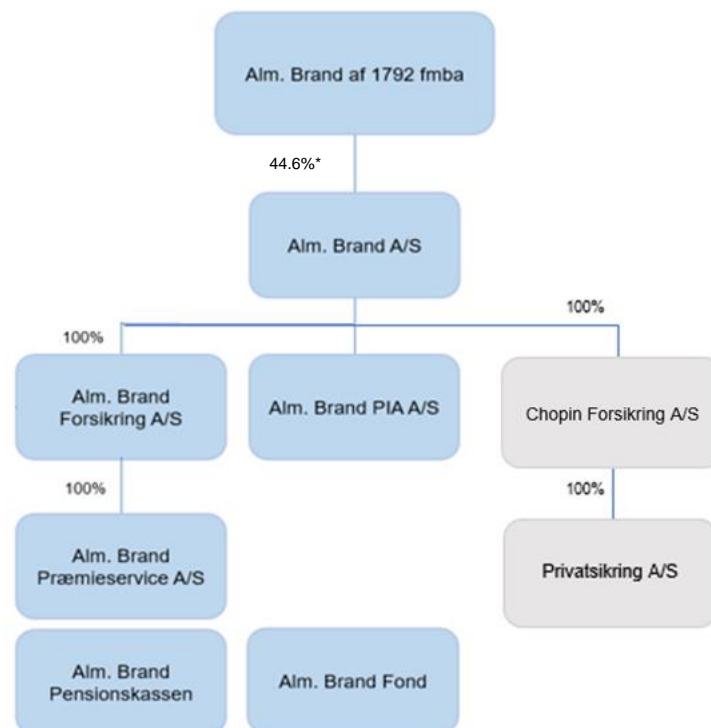 Alm. Brand af 1792 fmba
44.6%*
Alm. Brand A/S
100%
100%
Alm. Brand
Forsikring A/S
Alm. Brand PIA A/S
Chopin Forsikring A/S
100%
100%
Alm. Brand
Præmieservice A/S
Privatsikring A/S
Alm. Brand
Pensionskassen
Alm. Brand Fond